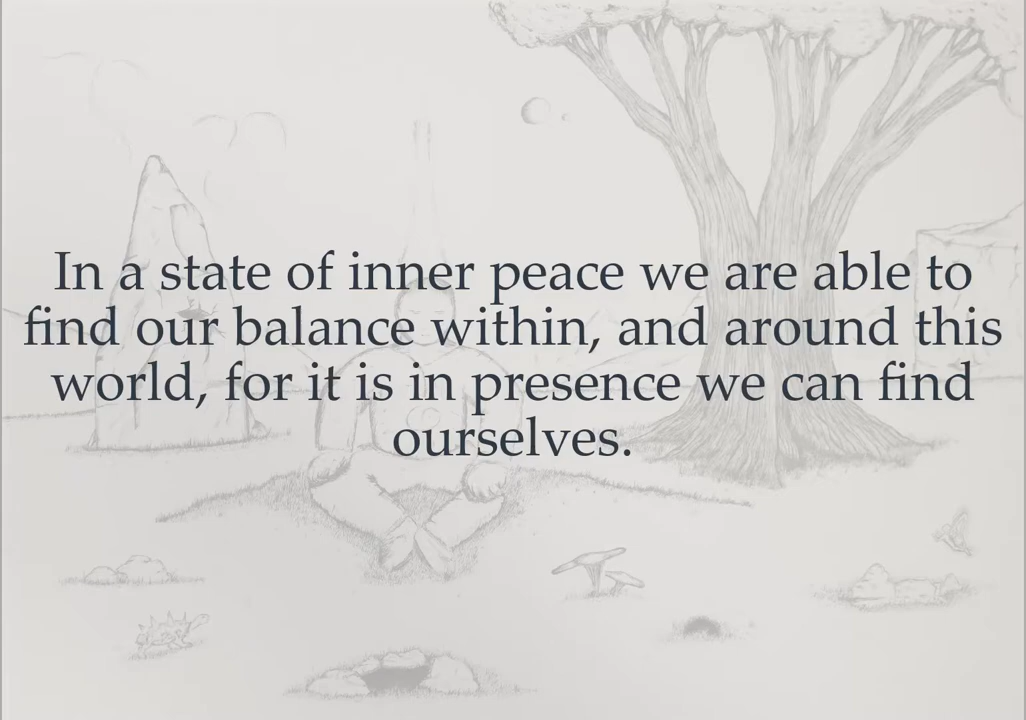 In a state of inner peace we are able to
find our balance within, and around this
world, for it is in presence we can find
ourselves.